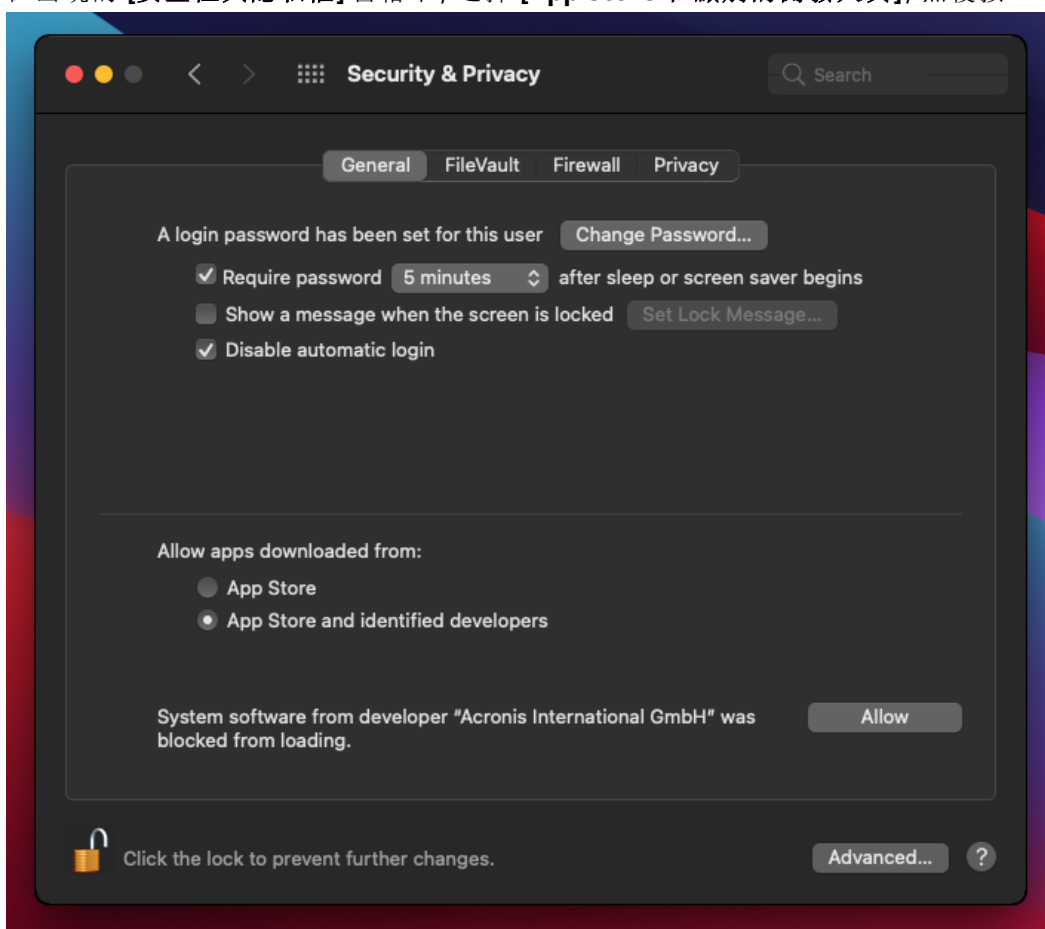 Security & Privacy
Search
General FileVault Firewall Privacy
A login password has been set for this user Change Password...
Require password 5 minutes after sleep or screen saver begins
Show a message when the screen is locked Set Lock Message...
Disable automatic login
Allow apps downloaded from:
App Store
App Store and identified developers
System software from developer “Acronis International GmbH” was Allow
blocked from loading.
Click the lock to prevent further changes. Advanced... ?